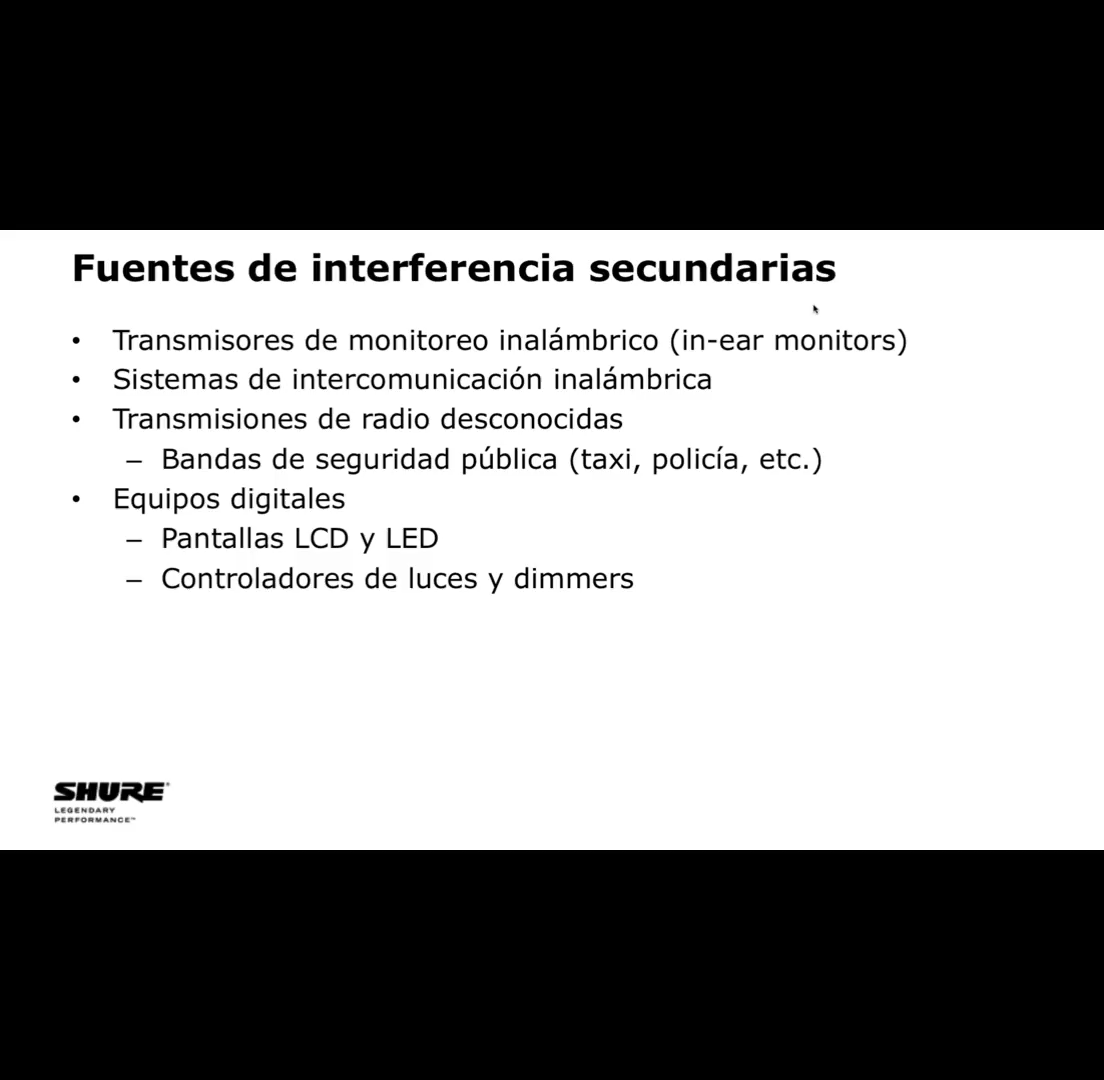 Fuentes de interferencia secundarias
• Transmisores de monitoreo inalámbrico (in-ear monitors)
• Sistemas de intercomunicación inalámbrica
• Transmisiones de radio desconocidas
– Bandas de seguridad pública (taxi, policía, etc.)
• Equipos digitales
– Pantallas LCD y LED
– Controladores de luces y dimmers
SHURE®
LEGENDARY
PERFORMANCE™